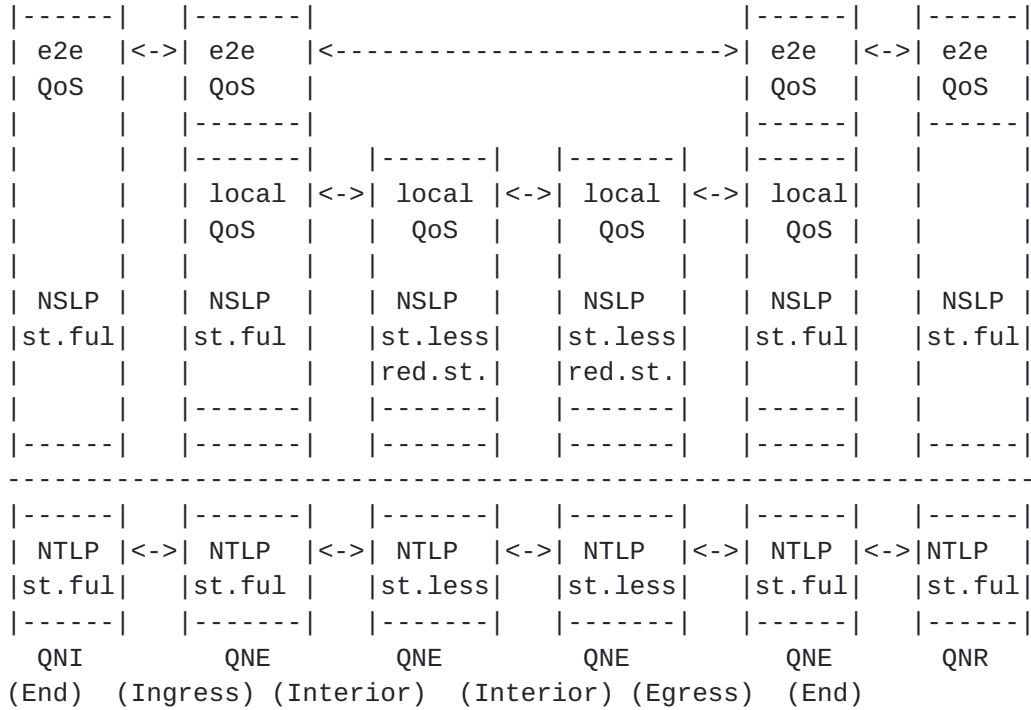 |------|   |-------|                           |------|   |------|
| e2e  |<->| e2e   |<------------------------->| e2e  |<->| e2e  |
| QoS  |   | QoS   |                           | QoS  |   | QoS  |
|      |   |-------|                           |------|   |------|
|      |   |-------|   |-------|   |-------|   |------|   |      |
|      |   | local |<->| local |<->| local |<->| local|   |      |
|      |   | QoS   |   |  QoS  |   |  QoS  |   |  QoS |   |      |
|      |   |       |   |       |   |       |   |      |   |      |
| NSLP |   | NSLP  |   | NSLP  |   | NSLP  |   | NSLP |   | NSLP |
|st.ful|   |st.ful |   |st.less|   |st.less|   |st.ful|   |st.ful|
|      |   |       |   |red.st.|   |red.st.|   |      |   |      |
|      |   |-------|   |-------|   |-------|   |------|   |      |
|------|   |-------|   |-------|   |-------|   |------|   |------|
------------------------------------------------------------------
|------|   |-------|   |-------|   |-------|   |------|   |------|
| NTLP |<->| NTLP  |<->| NTLP  |<->| NTLP  |<->| NTLP |<->|NTLP  |
|st.ful|   |st.ful |   |st.less|   |st.less|   |st.ful|   |st.ful|
|------|   |-------|   |-------|   |-------|   |------|   |------|
  QNI         QNE        QNE         QNE          QNE       QNR
(End)  (Ingress) (Interior)  (Interior) (Egress)  (End)